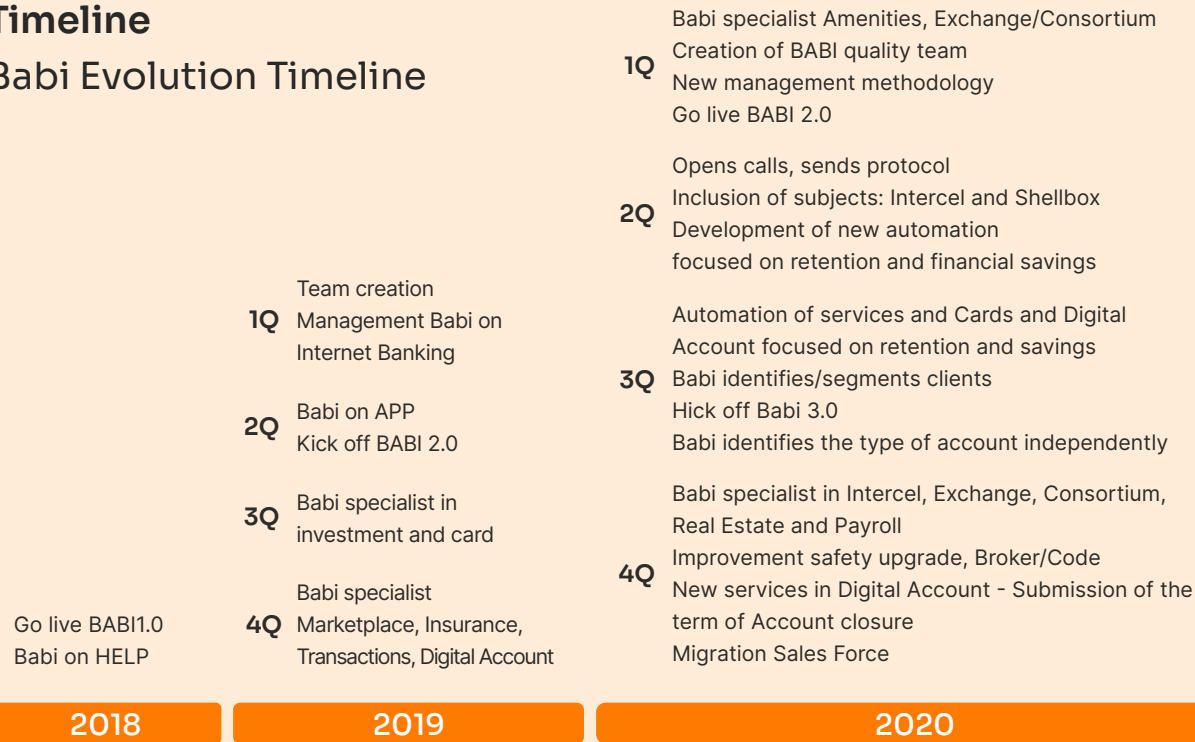 Timeline
Babi Evolution Timeline
Go live BABI1.0
Babi on HELP
2018
1Q
Team creation
Management Babi on
Internet Banking
2Q
Babi on APP
Kick off BABI 2.0
3Q
Babi specialist in
investment and card
4Q
Babi specialist
Marketplace, Insurance,
Transactions, Digital Account
2019
1Q
Babi specialist Amenities, Exchange/Consortium
Creation of BABI quality team
New management methodology
Go live BABI 2.0
2Q
Opens calls, sends protocol
Inclusion of subjects: Intercel and Shellbox
Development of new automation
focused on retention and financial savings
3Q
Automation of services and Cards and Digital
Account focused on retention and savings
Babi identifies/segments clients
Hick off Babi 3.0
Babi identifies the type of account independently
4Q
Babi specialist in Intercel, Exchange, Consortium,
Real Estate and Payroll
Improvement safety upgrade, Broker/Code
New services in Digital Account - Submission of the
term of Account closure
Migration Sales Force
2020